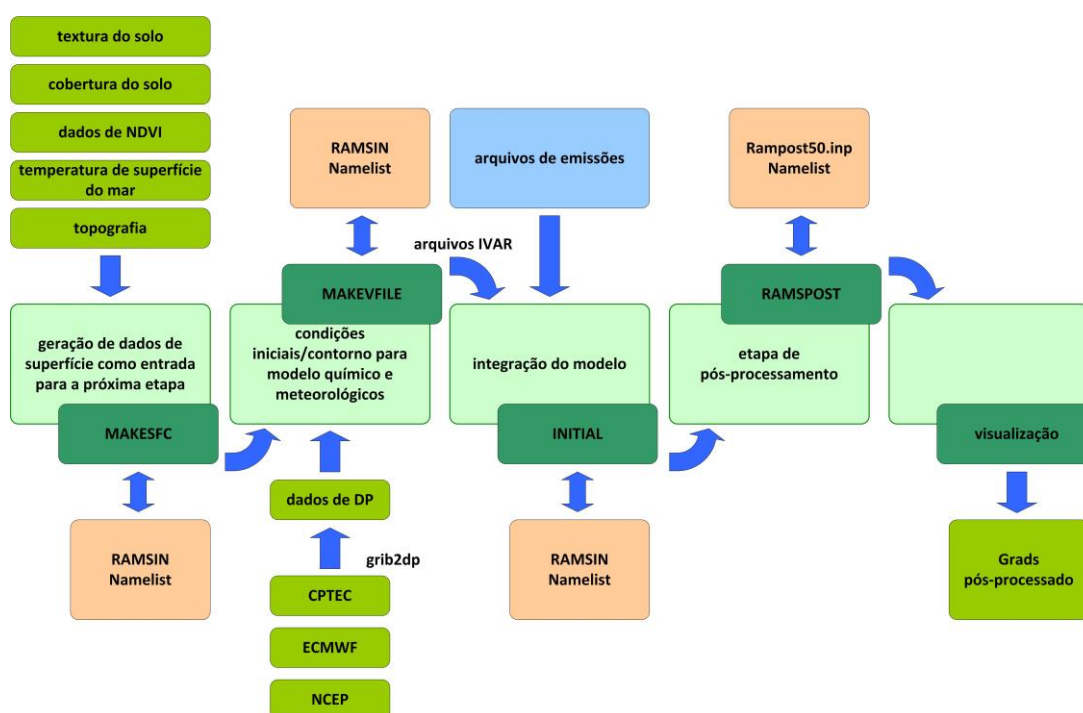 textura do solo
cobertura do solo
dados de NDVI
temperatura de superfície
do mar
topografia
geração de dados de
superfície como entrada
para a próxima etapa
MAKESFC
RAMSIN
Namelist
RAMSIN
Namelist
MAKEVFILE
condições
iniciais/contorno para
modelo químico e
meteorológicos
dados de DP
grib2dp
CPTEC
ECMWF
NCEP
arquivos de emissões
arquivos IVAR
integração do modelo
INITIAL
RAMSIN
Namelist
Rampost50.inp
Namelist
RAMSPOST
etapa de
pós-processamento
visualização
Grads
pós-processado